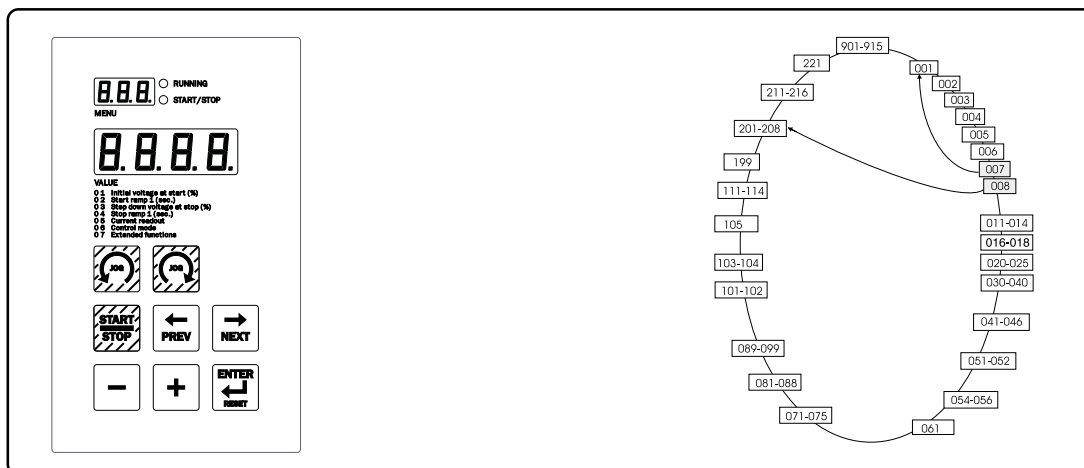 8.8.8.
RUNNING
START/STOP
MENU
8.8.8.8.
VALUE
01 Initial voltage at start (%)
02 Start ramp 1 (sec.)
03 Step down voltage at stop (%)
04 Stop ramp 1 (sec.)
05 Current readout
06 Control mode
07 Extended functions
JOG
JOG
START
STOP
PREV
NEXT
−
+
ENTER
RESET
901-915
221
001
211-216
002
003
004
201-208
005
006
199
007
008
111-114
105
011-014
016-018
103-104
020-025
101-102
030-040
041-046
089-099
051-052
081-088
054-056
071-075
061